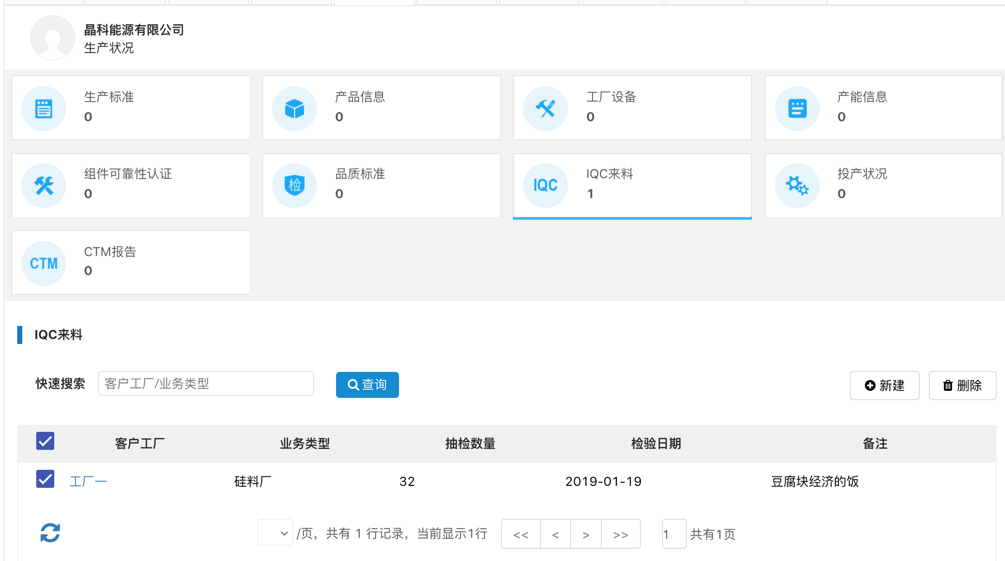 晶科能源有限公司
生产状况
生产标准
0
产品信息
0
工厂设备
0
产能信息
0
组件可靠性认证
0
检
品质标准
0
IQC
IQC来料
1
投产状况
0
CTM
CTM报告
0
IQC来料
快速搜索 客户工厂/业务类型 查询 新建 删除
客户工厂 业务类型 抽检数量 检验日期 备注
工厂一 硅料厂 32 2019-01-19 豆腐块经济的饭
/页, 共有 1 行记录, 当前显示1行 << < > >> 1 共有1页